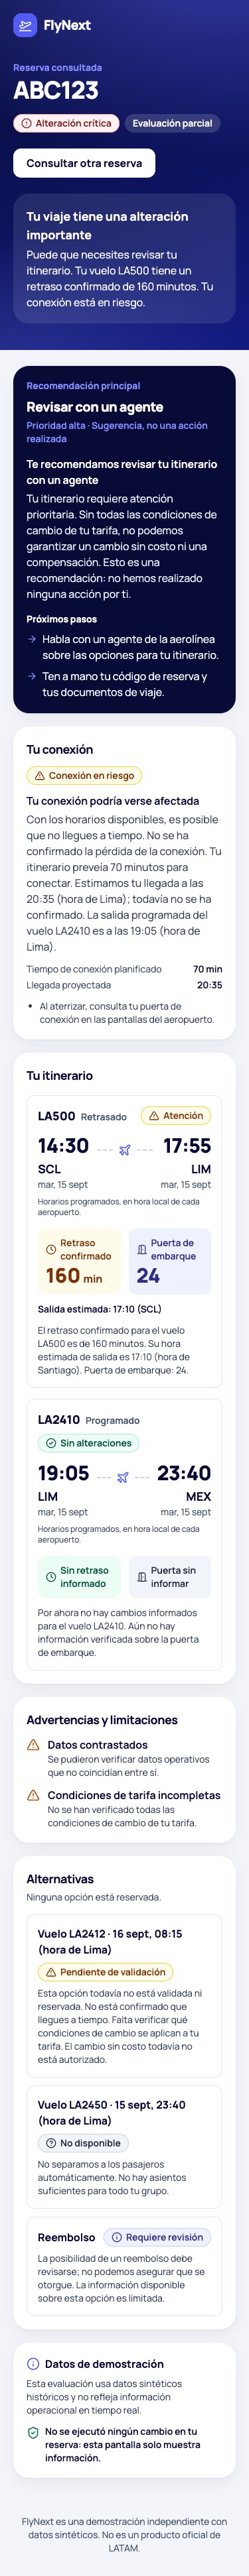 FlyNext
Reserva consultada
ABC123
Alteración crítica
Evaluación parcial
Consultar otra reserva
Tu viaje tiene una alteración
importante
Puede que necesites revisar tu
itinerario. Tu vuelo LA500 tiene un
retraso confirmado de 160 minutos. Tu
conexión está en riesgo.
Recomendación principal
Revisar con un agente
Prioridad alta · Sugerencia, no una acción
realizada
Te recomendamos revisar tu itinerario
con un agente
Tu itinerario requiere atención
prioritaria. Sin todas las condiciones de
cambio de tu tarifa, no podemos
garantizar un cambio sin costo ni una
compensación. Esto es una
recomendación: no hemos realizado
ninguna acción por ti.
Próximos pasos
Habla con un agente de la aerolínea
sobre las opciones para tu itinerario.
Ten a mano tu código de reserva y
tus documentos de viaje.
Tu conexión
Conexión en riesgo
Tu conexión podría verse afectada
Con los horarios disponibles, es posible
que no llegues a tiempo. No se ha
confirmado la pérdida de la conexión. Tu
itinerario preveía 70 minutos para
conectar. Estimamos tu llegada a las
20:35 (hora de Lima); todavía no se ha
confirmado. La salida programada del
vuelo LA2410 es a las 19:05 (hora de
Lima).
Tiempo de conexión planificado 70 min
Llegada proyectada 20:35
Al aterrizar, consulta tu puerta de
conexión en las pantallas del aeropuerto.
Tu itinerario
LA500 Retrasado Atención
14:30 17:55
SCL LIM
mar, 15 sept mar, 15 sept
Horarios programados, en hora local de cada
aeropuerto.
Retraso
confirmado
160 min
Puerta de
embarque
24
Salida estimada: 17:10 (SCL)
El retraso confirmado para el vuelo
LA500 es de 160 minutos. Su hora
estimada de salida es 17:10 (hora de
Santiago). Puerta de embarque: 24.
LA2410 Programado
Sin alteraciones
19:05 23:40
LIM MEX
mar, 15 sept mar, 15 sept
Horarios programados, en hora local de cada
aeropuerto.
Sin retraso
informado
Puerta sin
informar
Por ahora no hay cambios informados
para el vuelo LA2410. Aún no hay
información verificada sobre la puerta
de embarque.
Advertencias y limitaciones
Datos contrastados
Se pudieron verificar datos operativos
que no coincidían entre sí.
Condiciones de tarifa incompletas
No se han verificado todas las
condiciones de cambio de tu tarifa.
Alternativas
Ninguna opción está reservada.
Vuelo LA2412 · 16 sept, 08:15
(hora de Lima)
Pendiente de validación
Esta opción todavía no está validada ni
reservada. No está confirmado que
llegues a tiempo. Falta verificar qué
condiciones de cambio se aplican a tu
tarifa. El cambio sin costo todavía no
está autorizado.
Vuelo LA2450 · 15 sept, 23:40
(hora de Lima)
No disponible
No separamos a los pasajeros
automáticamente. No hay asientos
suficientes para todo tu grupo.
Reembolso Requiere revisión
La posibilidad de un reembolso debe
revisarse; no podemos asegurar que se
otorgue. La información disponible
sobre esta opción es limitada.
Datos de demostración
Esta evaluación usa datos sintéticos
históricos y no refleja información
operacional en tiempo real.
No se ejecutó ningún cambio en tu
reserva: esta pantalla solo muestra
información.
FlyNext es una demostración independiente con
datos sintéticos. No es un producto oficial de
LATAM.